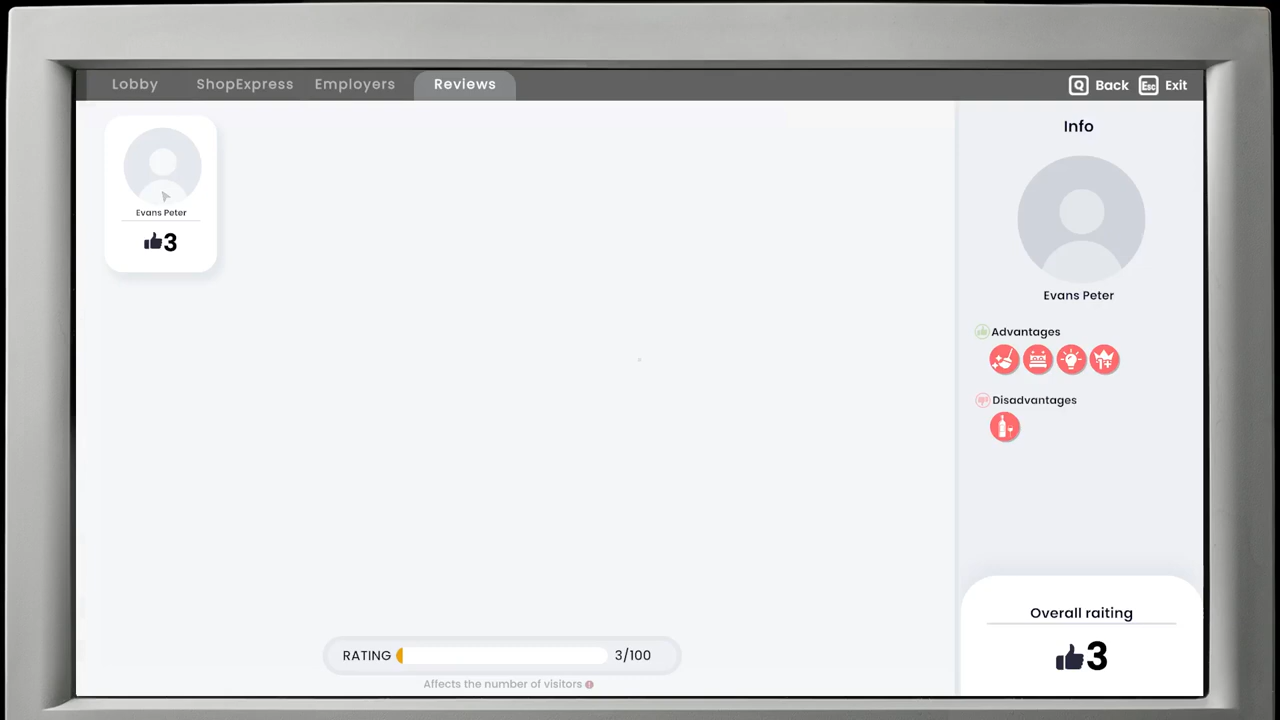 Lobby
ShopExpress
Employers
Reviews
Q Back
Esc Exit
Evans Peter
3
Info
Evans Peter
Advantages
Disadvantages
Overall raiting
3
RATING 3/100
Affects the number of visitors